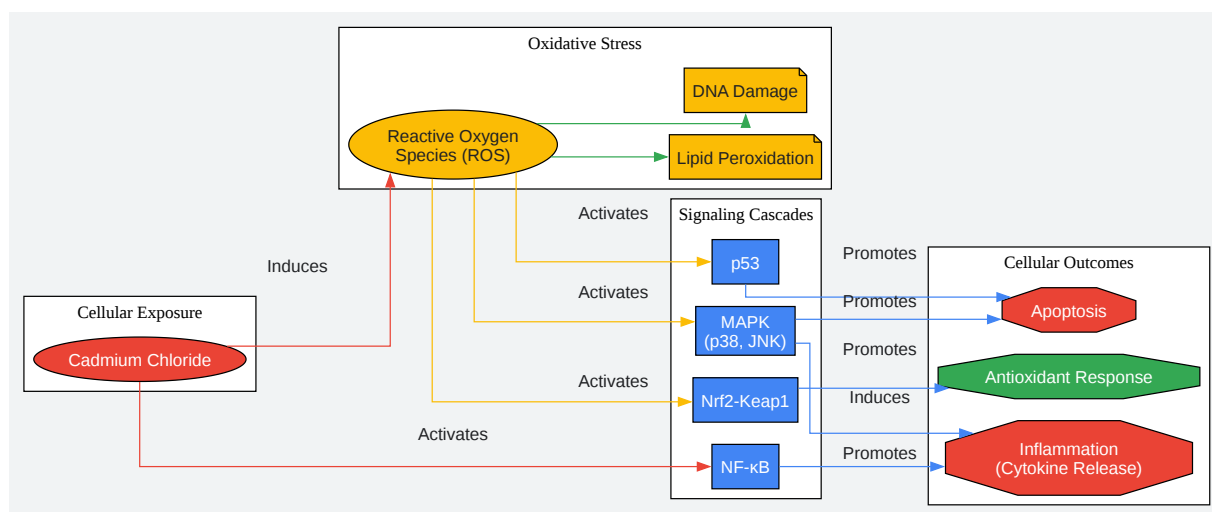 Oxidative Stress
DNA Damage
Reactive Oxygen
Species (ROS)
Lipid Peroxidation
Activates
Signaling Cascades
Induces
p53
Promotes
Cellular Outcomes
Cellular Exposure
Cadmium Chloride
Activates
MAPK
(p38, JNK)
Promotes
Apoptosis
Promotes
Antioxidant Response
Activates
Nrf2-Keap1
Induces
Activates
NF-κB
Promotes
Inflammation
(Cytokine Release)